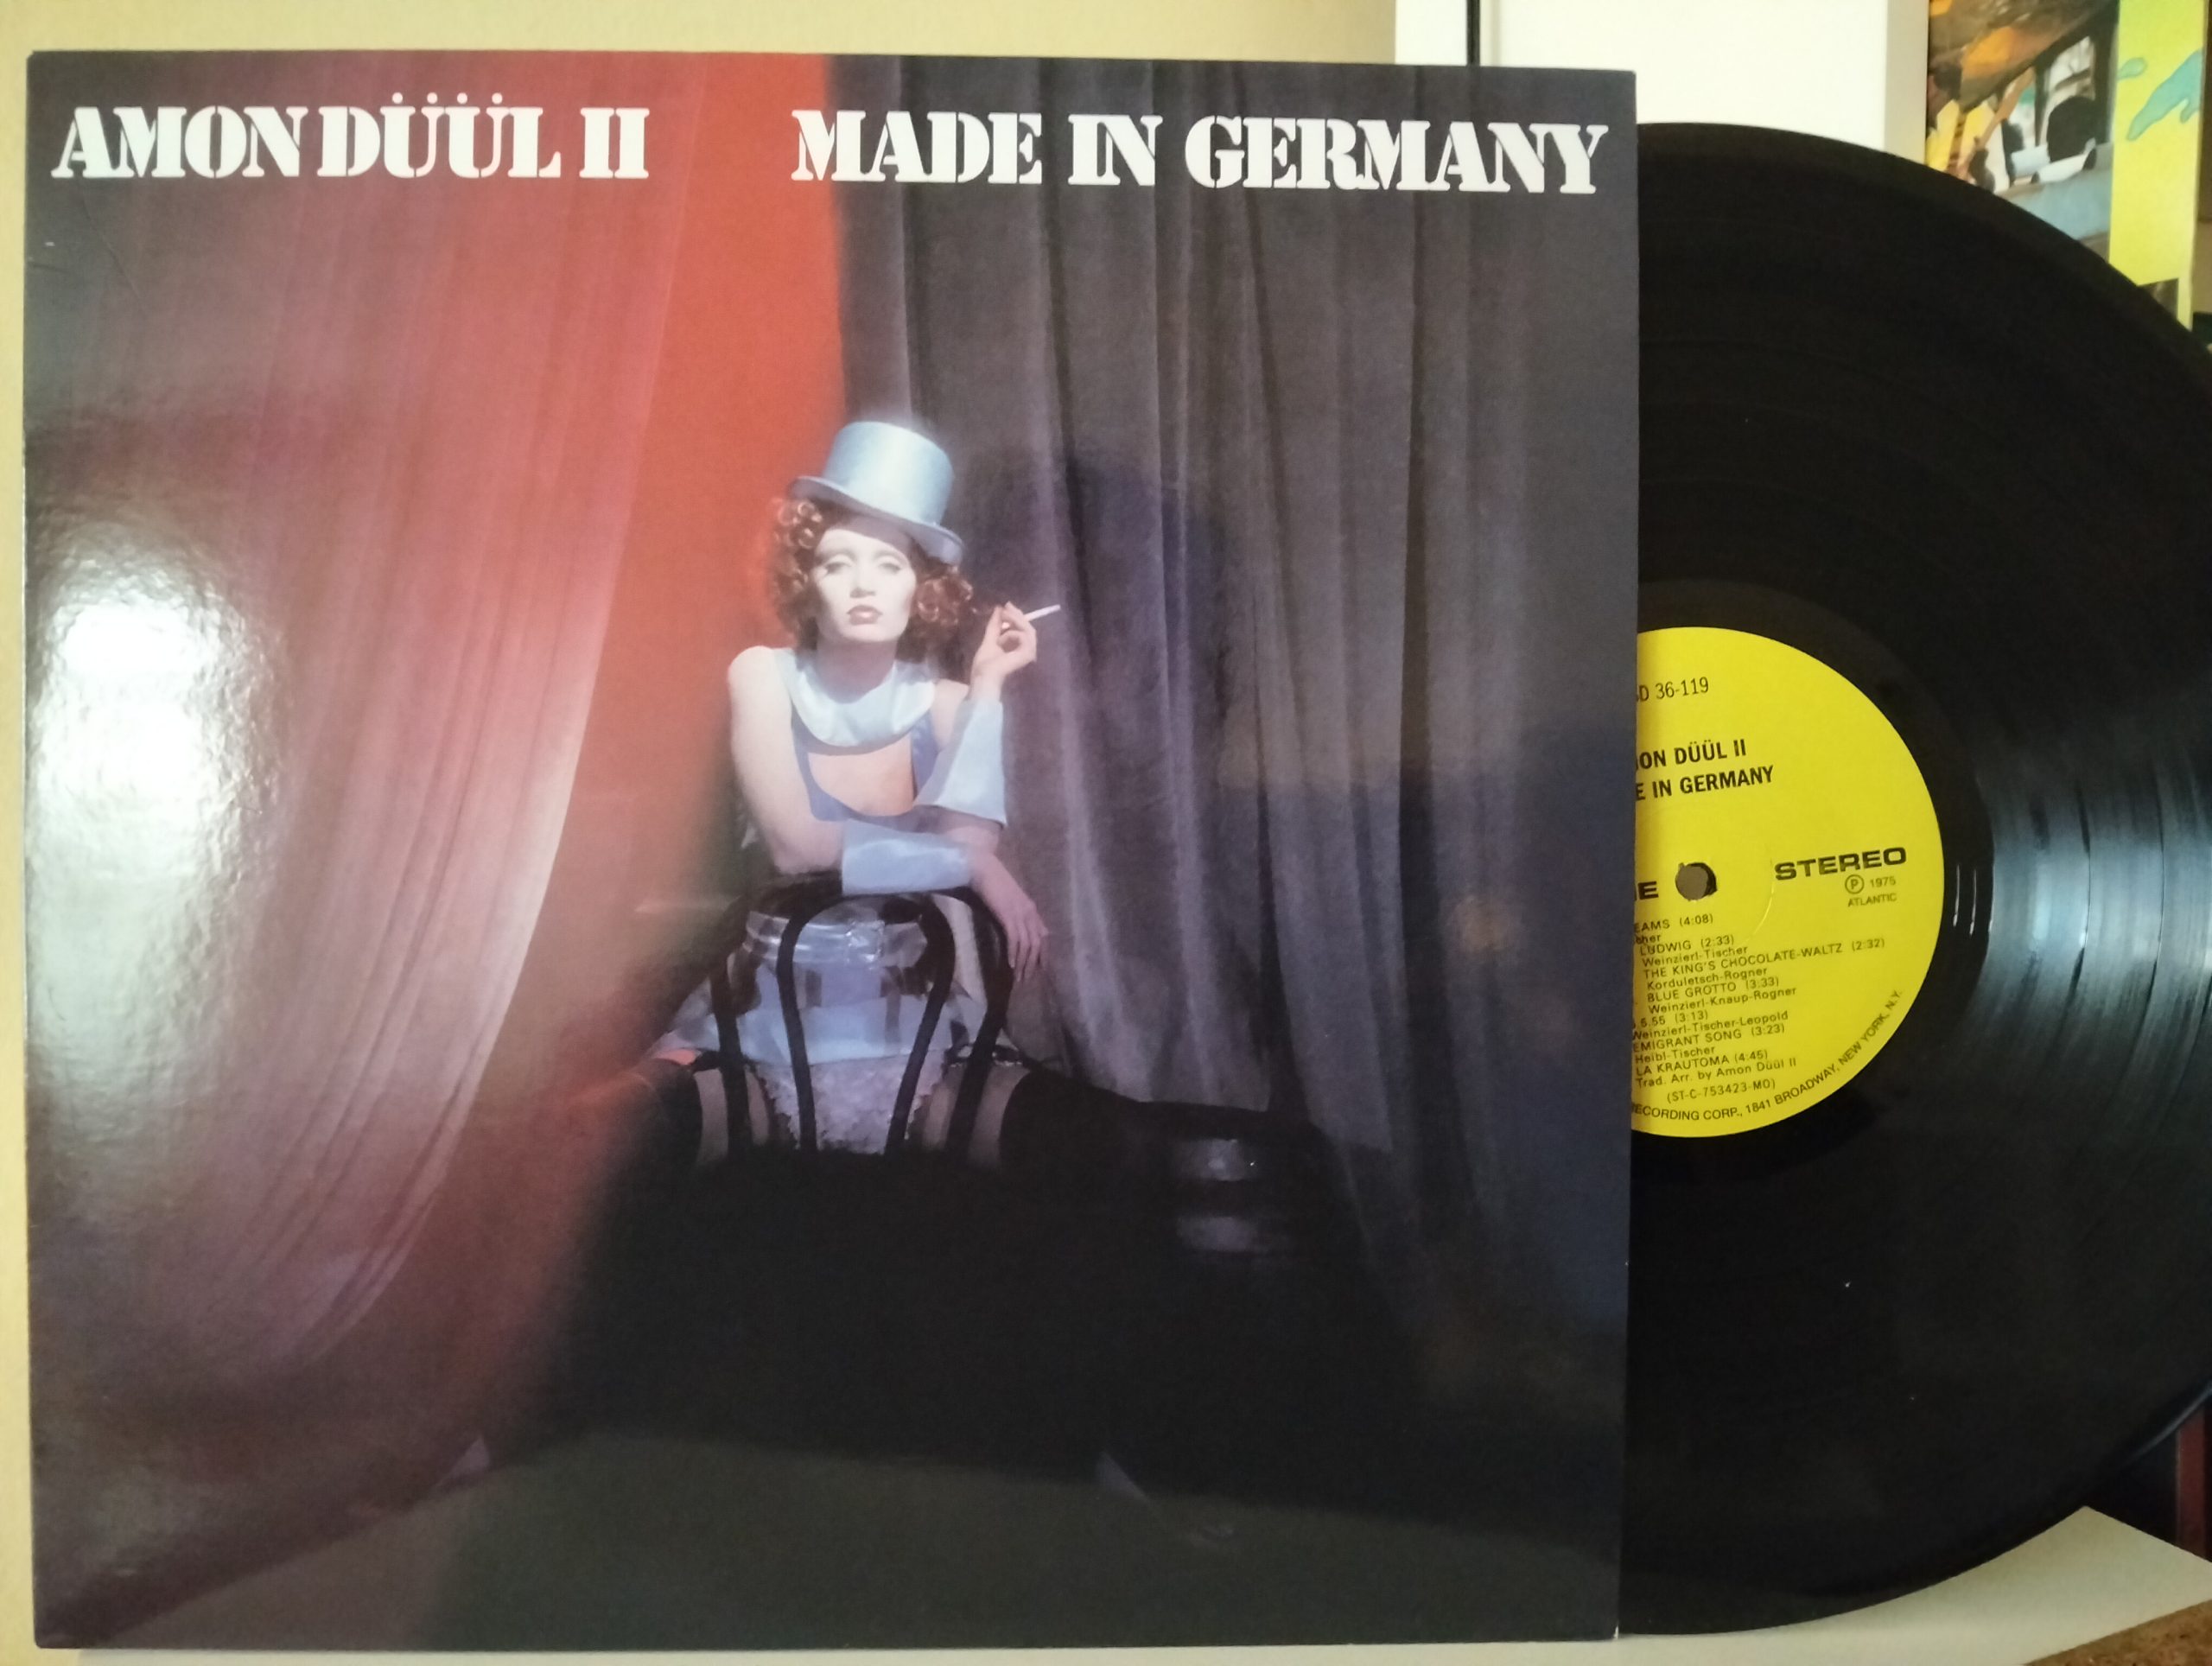 AMON DÜÜL II MADE IN GERMANY
D 36-119
ON DÜÜL II
E IN GERMANY
STEREO
Ⓟ 1975
ATLANTIC
EAMS (4:08)
LUDWIG (2:33)
Weinzierl-Tischer
THE KING'S CHOCOLATE-WALTZ (2:32)
Korduletsch-Rogner
BLUE GROTTO (3:33)
Weinzierl-Knaup-Rogner
5.55 (3:13)
Weinzierl-Tischer-Leopold
EMIGRANT SONG (3:23)
Heibl-Tischer
LA KRAUTOMA (4:45)
Trad. Arr. by Amon Düül II
(ST-C-753423-MO)
RECORDING CORP., 1841 BROADWAY, NEW YORK, N.Y.